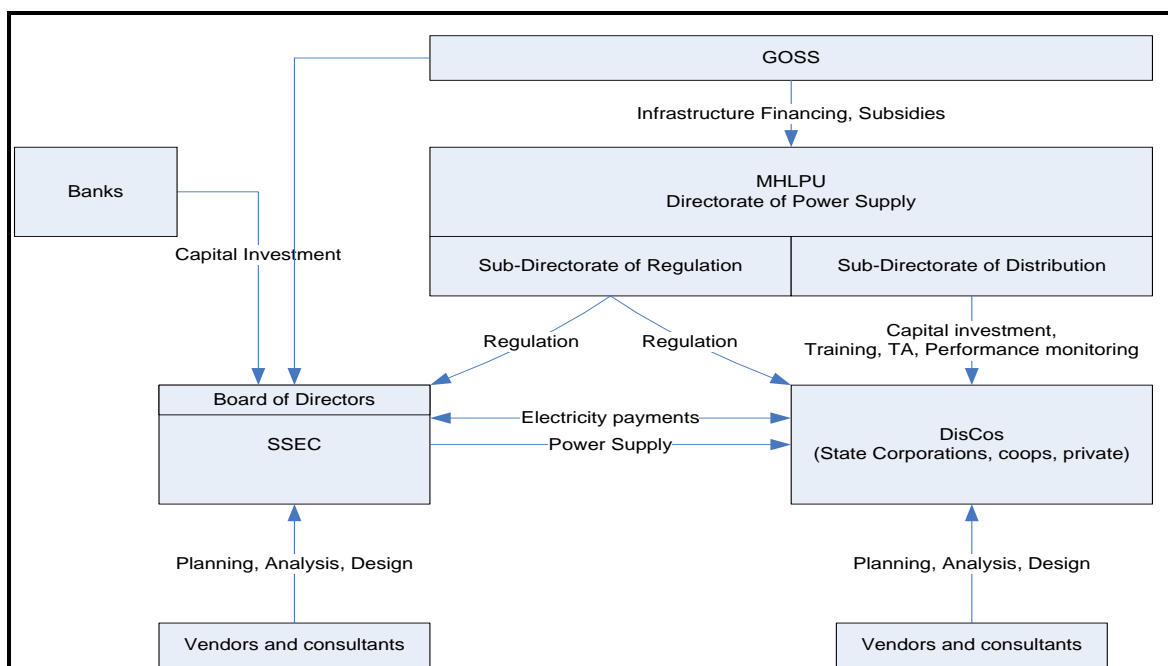 GOSS
Infrastructure Financing, Subsidies
Banks
MHLPU
Directorate of Power Supply
Capital Investment
Sub-Directorate of Regulation
Sub-Directorate of Distribution
Regulation
Regulation
Capital investment,
Training, TA, Performance monitoring
Board of Directors
SSEC
Electricity payments
Power Supply
DisCos
(State Corporations, coops, private)
Planning, Analysis, Design
Planning, Analysis, Design
Vendors and consultants
Vendors and consultants